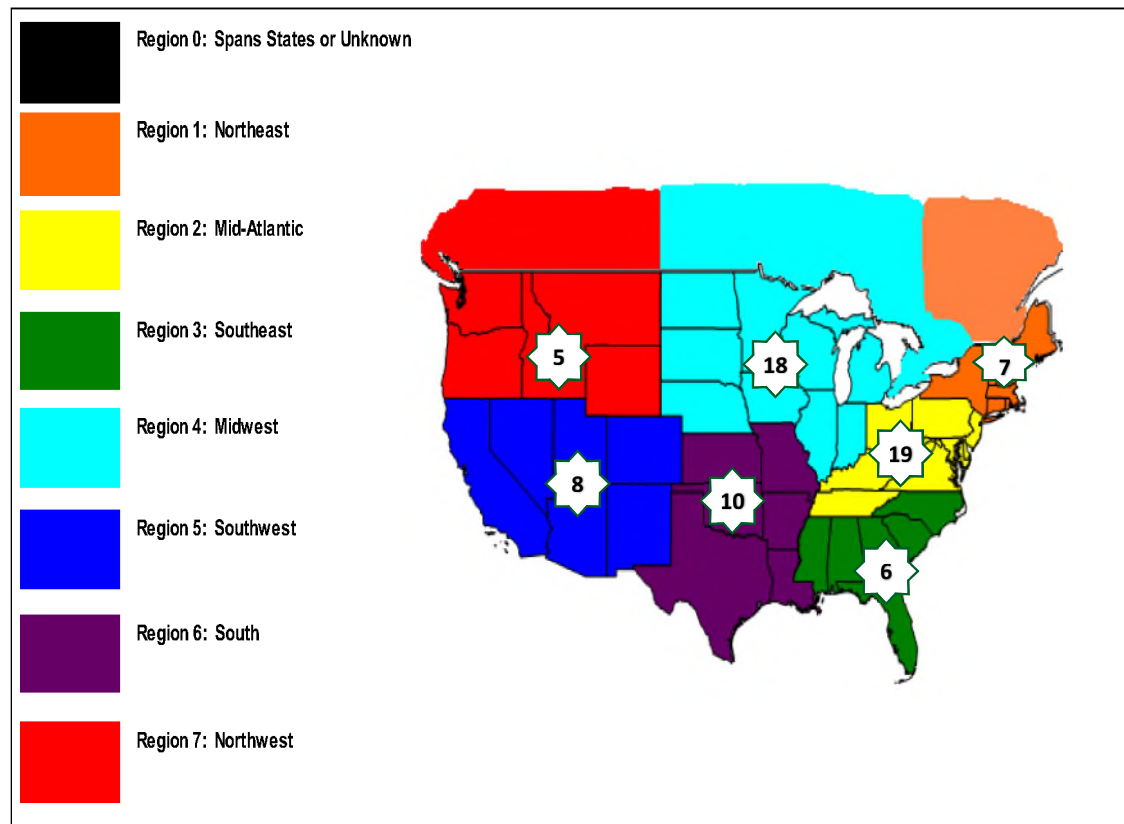 Region 0: Spans States or Unknown
Region 1: Northeast
Region 2: Mid-Atlantic
Region 3: Southeast
Region 4: Midwest
Region 5: Southwest
Region 6: South
Region 7: Northwest
5
18
7
19
8
10
6